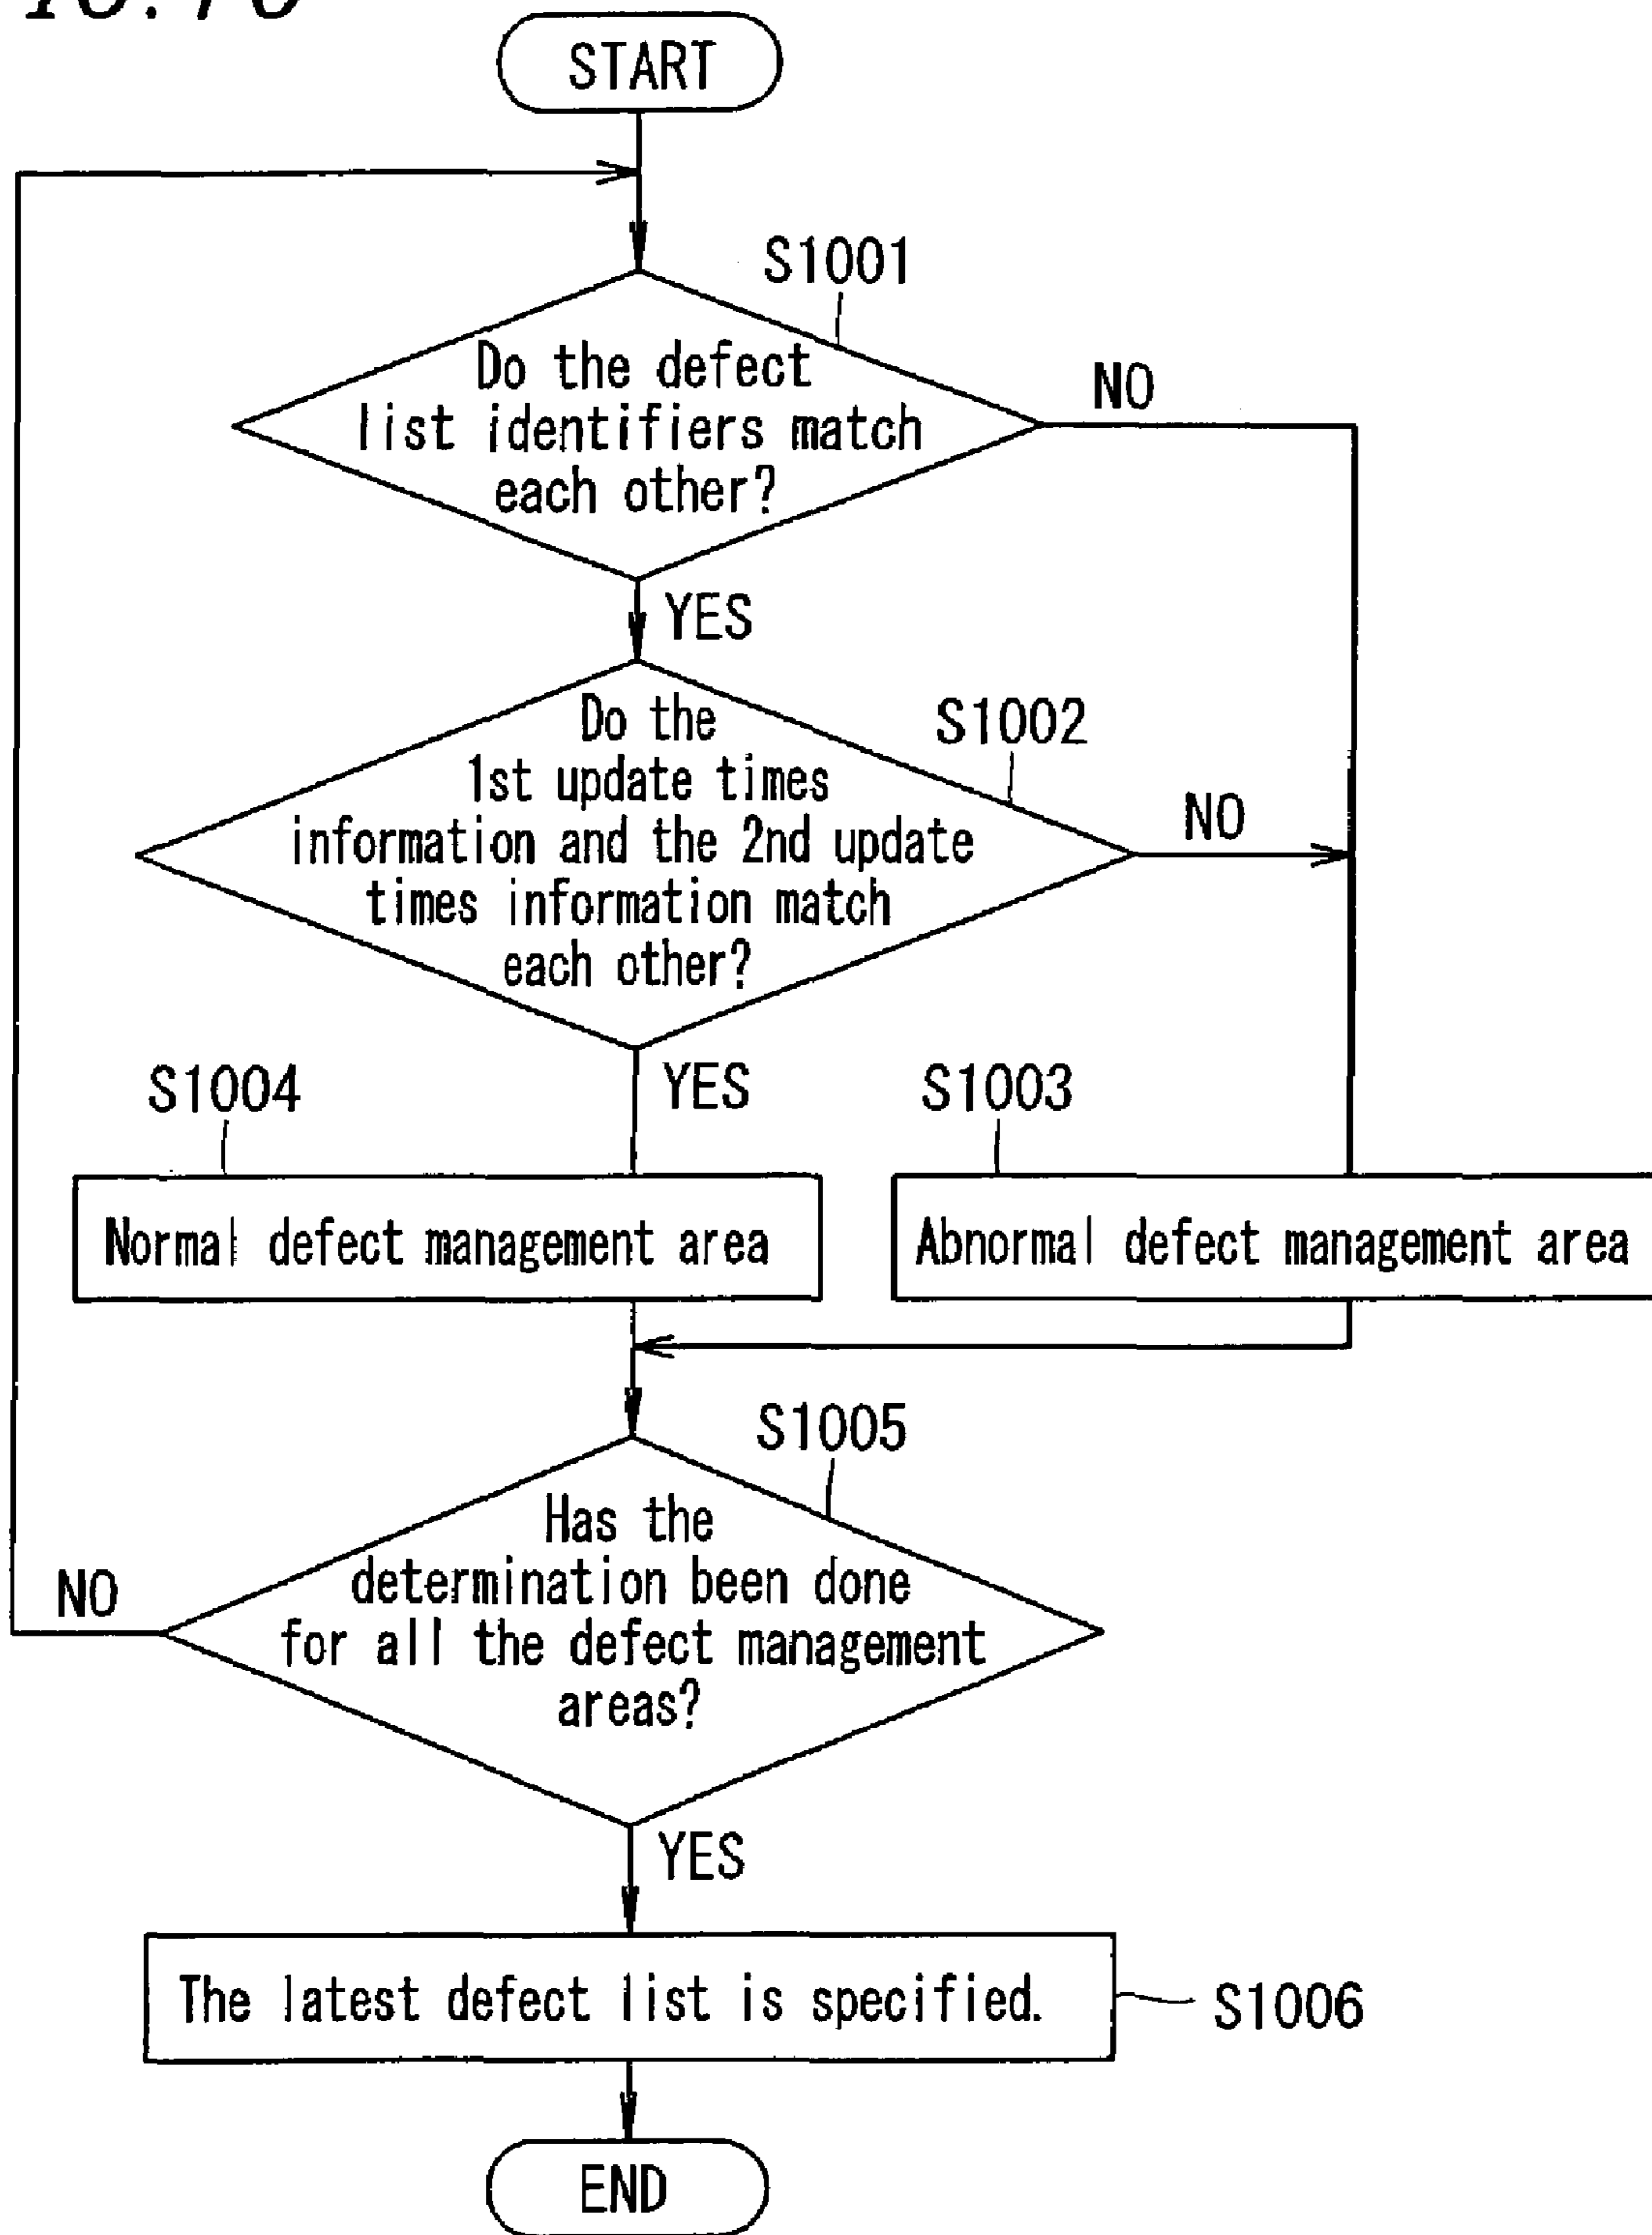 START
S1001
Do the defect
list identifiers match
each other?
NO
YES
S1002
Do the
1st update times
information and the 2nd update
times information match
each other?
NO
YES
S1004
S1003
Normal defect management area
Abnormal defect management area
S1005
Has the
determination been done
for all the defect management
areas?
NO
YES
The latest defect list is specified.
S1006
END